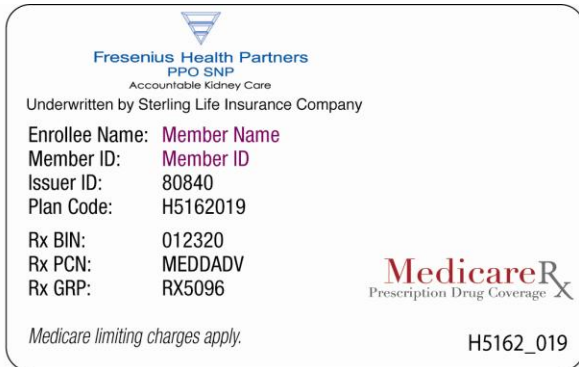 Fresenius Health Partners
PPO SNP
Accountable Kidney Care
Underwritten by Sterling Life Insurance Company
Enrollee Name: Member Name
Member ID: Member ID
Issuer ID: 80840
Plan Code: H5162019
Rx BIN: 012320
Rx PCN: MEDDADV
Rx GRP: RX5096
MedicareRx
Prescription Drug Coverage
Medicare limiting charges apply.
H5162_019